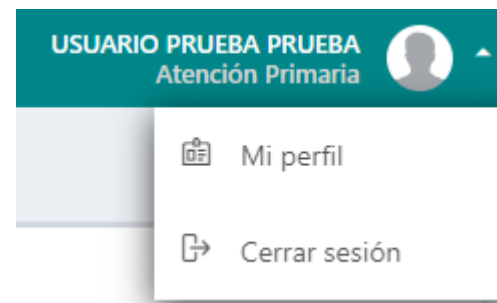 USUARIO PRUEBA PRUEBA
Atención Primaria
Mi perfil
Cerrar sesión